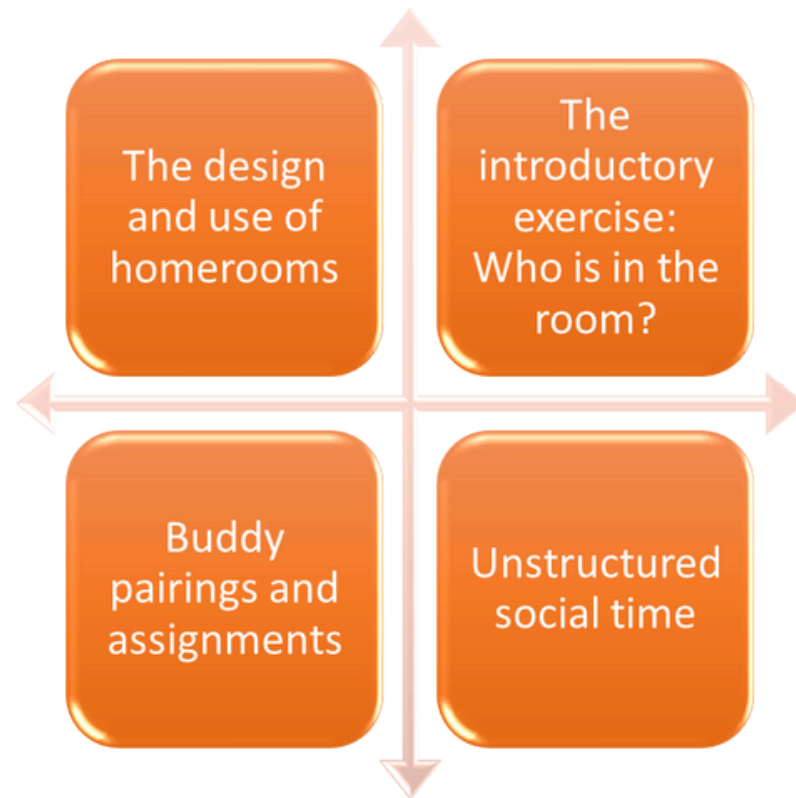 The design
and use of
homerooms
The
introductory
exercise:
Who is in the
room?
Buddy
pairings and
assignments
Unstructured
social time